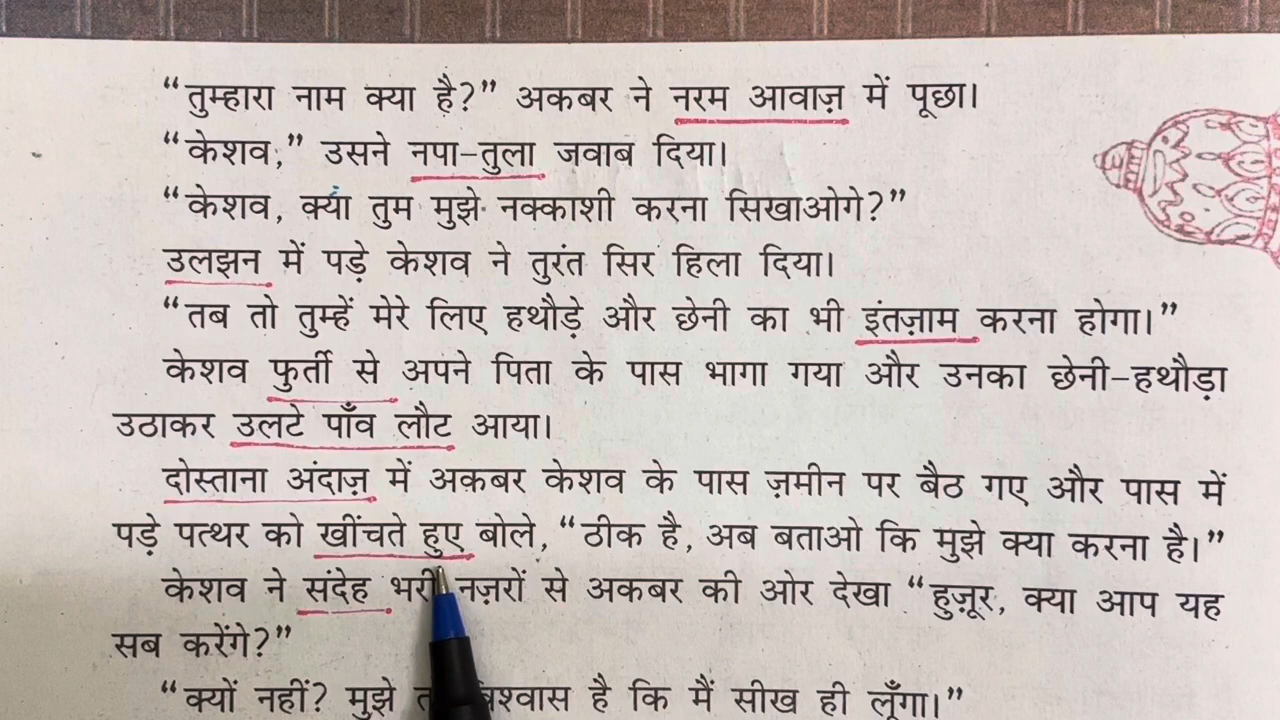 “तुम्हारा नाम क्या है?” अकबर ने नरम आवाज़ में पूछा।
“केशव,” उसने नपा-तुला जवाब दिया।
“केशव, क्या तुम मुझे नक्काशी करना सिखाओगे?”
उलझन में पड़े केशव ने तुरंत सिर हिला दिया।
“तब तो तुम्हें मेरे लिए हथौड़े और छेनी का भी इंतज़ाम करना होगा।”
केशव फुर्ती से अपने पिता के पास भागा गया और उनका छेनी-हथौड़ा
उठाकर उलटे पाँव लौट आया।
दोस्ताना अंदाज़ में अकबर केशव के पास ज़मीन पर बैठ गए और पास में
पड़े पत्थर को खींचते हुए बोले, “ठीक है, अब बताओ कि मुझे क्या करना है।”
केशव ने संदेह भरी नज़रों से अकबर की ओर देखा “हुज़ूर, क्या आप यह
सब करेंगे?”
“क्यों नहीं? मुझे है कि मैं सीख ही लूँगा।”